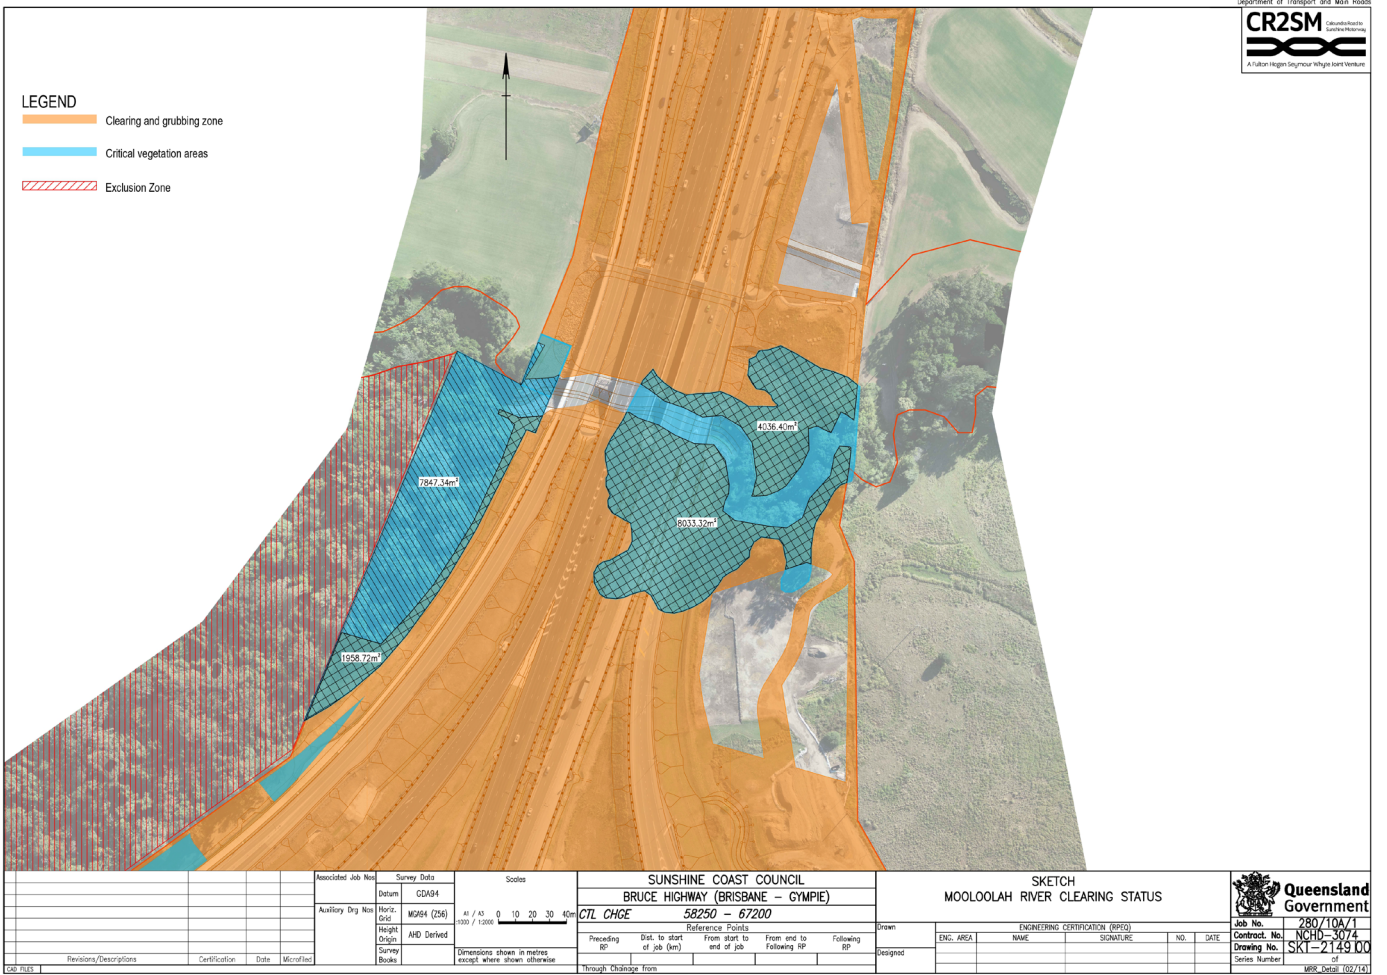 Department of Transport and Main Roads
CR2SM
Caloundra Road to
Sunshine Motorway
A Fulton Hogan Seymour Whyte Joint Venture
LEGEND
Clearing and grubbing zone
Critical vegetation areas
Exclusion Zone
4036.40m²
7847.34m²
8033.32m²
1958.72m²
Revisions/Descriptions
Certification
Date
Microfiled
CAD FILES
Associated Job Nos
Auxiliary Drg Nos
Survey Data
Datum GDA94
Horiz. Grid MGA94 (Z56)
Height Origin AHD Derived
Survey Books
Scales
A1 / A3
1:1000 / 1:2000
0 10 20 30 40m
Dimensions shown in metres
except where shown otherwise
SUNSHINE COAST COUNCIL
BRUCE HIGHWAY (BRISBANE - GYMPIE)
CTL CHGE 58250 - 67200
Reference Points
Preceding RP
Dist. to start of job (km)
From start to end of job
From end to Following RP
Following RP
Through Chainage from
SKETCH
MOOLOOLAH RIVER CLEARING STATUS
Drawn
Designed
ENGINEERING CERTIFICATION (RPEQ)
ENG. AREA NAME SIGNATURE NO. DATE
Queensland
Government
Job No. 280/10A/1
Contract. No. NCHD-3074
Drawing No. SKT-2149.00
Series Number of
MRR_Detail (02/14)